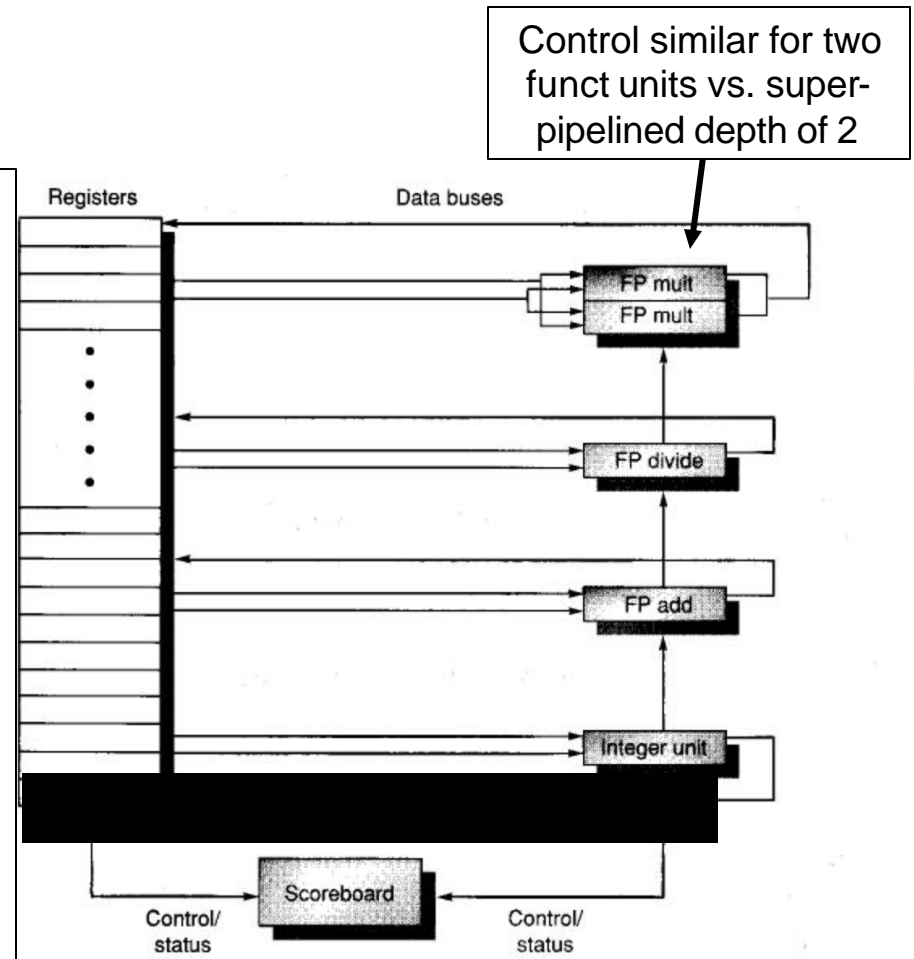 Control similar for two
funct units vs. super-
pipelined depth of 2
Registers
Data buses
FP mult
FP mult
FP divide
FP add
Integer unit
Scoreboard
Control/
status
Control/
status